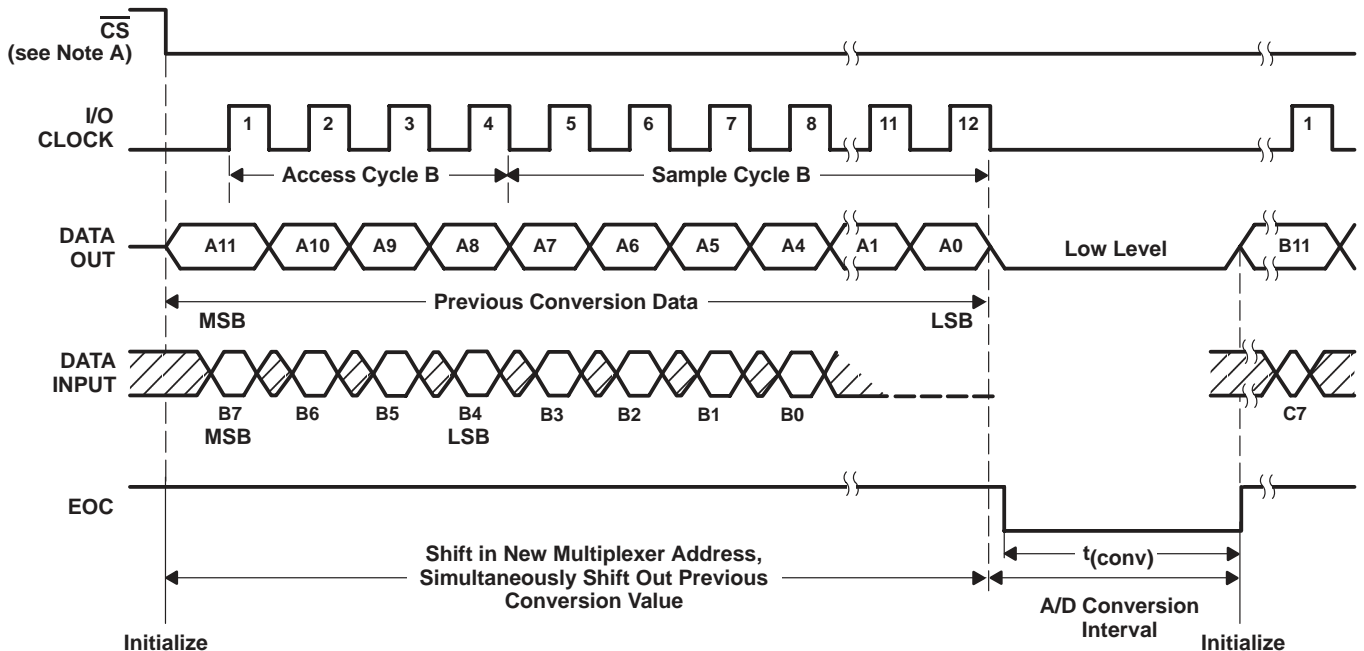 CS
(see Note A)
I/O
CLOCK
1 2 3 4 5 6 7 8 11 12 1
Access Cycle B Sample Cycle B
DATA
OUT
A11 A10 A9 A8 A7 A6 A5 A4 A1 A0 Low Level B11
Previous Conversion Data
MSB LSB
DATA
INPUT
B7 B6 B5 B4 B3 B2 B1 B0 C7
MSB LSB
EOC
Shift in New Multiplexer Address,
Simultaneously Shift Out Previous
Conversion Value
t(conv)
A/D Conversion
Interval
Initialize Initialize